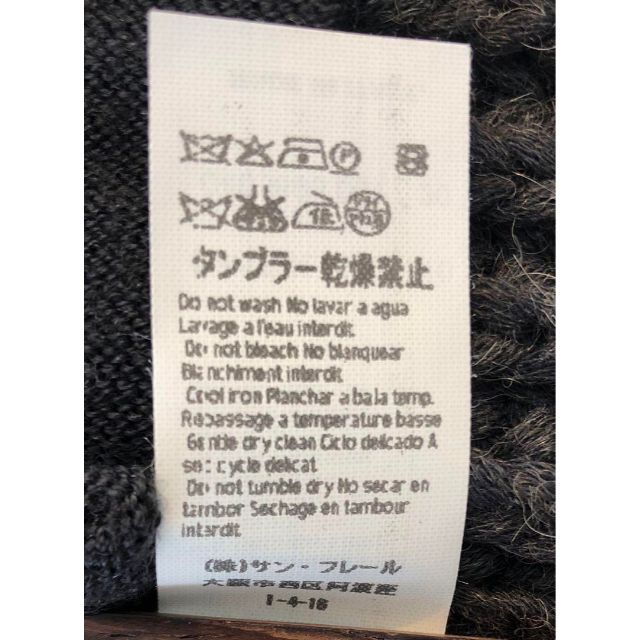 P
低
タンブラー乾燥禁止
Do not wash No lavar a agua
Lavage a l'eau interdit
Do not bleach No blanquear
Blanchiment interdit
Cool iron Planchar a baja temp.
Repassage a temperature basse
Gentle dry clean Ciclo delicado A
sec cycle delicat
Do not tumble dry No secar en
tambor Sechage en tambour
interdit
(株)サン・フレール
大阪市西区阿波座
1-4-16